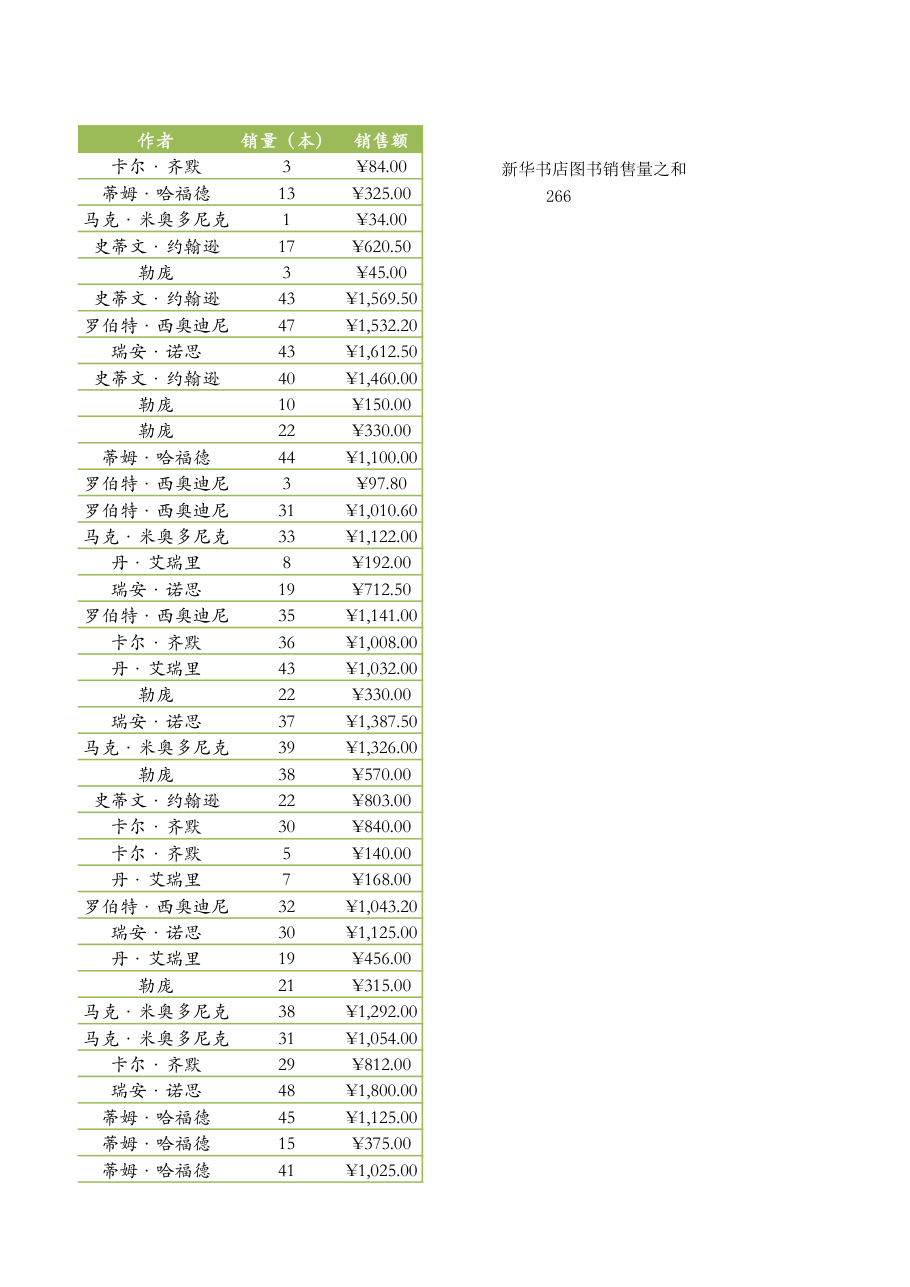 作者 销量（本） 销售额
卡尔·齐默 3 ¥84.00
新华书店图书销售量之和
蒂姆·哈福德 13 ¥325.00
266
马克·米奥多尼克 1 ¥34.00
史蒂文·约翰逊 17 ¥620.50
勒庞 3 ¥45.00
史蒂文·约翰逊 43 ¥1,569.50
罗伯特·西奥迪尼 47 ¥1,532.20
瑞安·诺思 43 ¥1,612.50
史蒂文·约翰逊 40 ¥1,460.00
勒庞 10 ¥150.00
勒庞 22 ¥330.00
蒂姆·哈福德 44 ¥1,100.00
罗伯特·西奥迪尼 3 ¥97.80
罗伯特·西奥迪尼 31 ¥1,010.60
马克·米奥多尼克 33 ¥1,122.00
丹·艾瑞里 8 ¥192.00
瑞安·诺思 19 ¥712.50
罗伯特·西奥迪尼 35 ¥1,141.00
卡尔·齐默 36 ¥1,008.00
丹·艾瑞里 43 ¥1,032.00
勒庞 22 ¥330.00
瑞安·诺思 37 ¥1,387.50
马克·米奥多尼克 39 ¥1,326.00
勒庞 38 ¥570.00
史蒂文·约翰逊 22 ¥803.00
卡尔·齐默 30 ¥840.00
卡尔·齐默 5 ¥140.00
丹·艾瑞里 7 ¥168.00
罗伯特·西奥迪尼 32 ¥1,043.20
瑞安·诺思 30 ¥1,125.00
丹·艾瑞里 19 ¥456.00
勒庞 21 ¥315.00
马克·米奥多尼克 38 ¥1,292.00
马克·米奥多尼克 31 ¥1,054.00
卡尔·齐默 29 ¥812.00
瑞安·诺思 48 ¥1,800.00
蒂姆·哈福德 45 ¥1,125.00
蒂姆·哈福德 15 ¥375.00
蒂姆·哈福德 41 ¥1,025.00